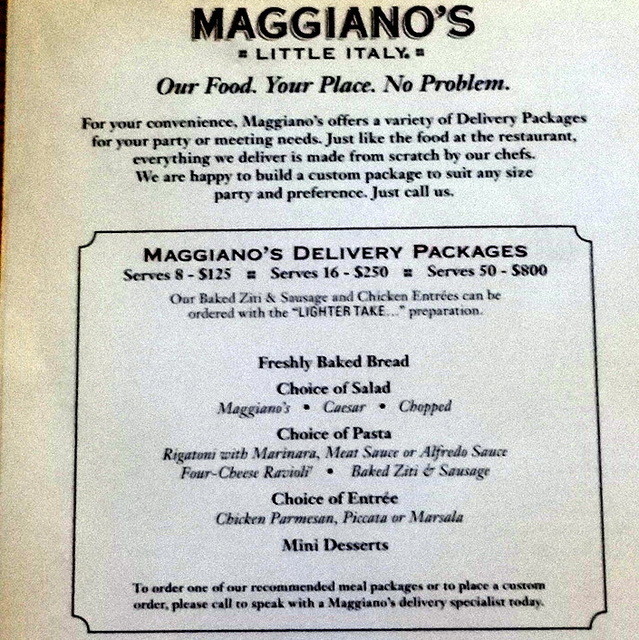 MAGGIANO'S
LITTLE ITALY.
Our Food. Your Place. No Problem.
For your convenience, Maggiano's offers a variety of Delivery Packages
for your party or meeting needs. Just like the food at the restaurant,
everything we deliver is made from scratch by our chefs.
We are happy to build a custom package to suit any size
party and preference. Just call us.
MAGGIANO'S DELIVERY PACKAGES
Serves 8 - $125 ▪ Serves 16 - $250 ▪ Serves 50 - $800
Our Baked Ziti & Sausage and Chicken Entrées can be
ordered with the "LIGHTER TAKE..." preparation.
Freshly Baked Bread
Choice of Salad
Maggiano's • Caesar • Chopped
Choice of Pasta
Rigatoni with Marinara, Meat Sauce or Alfredo Sauce
Four-Cheese Ravioli • Baked Ziti & Sausage
Choice of Entrée
Chicken Parmesan, Piccata or Marsala
Mini Desserts
To order one of our recommended meal packages or to place a custom
order, please call to speak with a Maggiano's delivery specialist today.